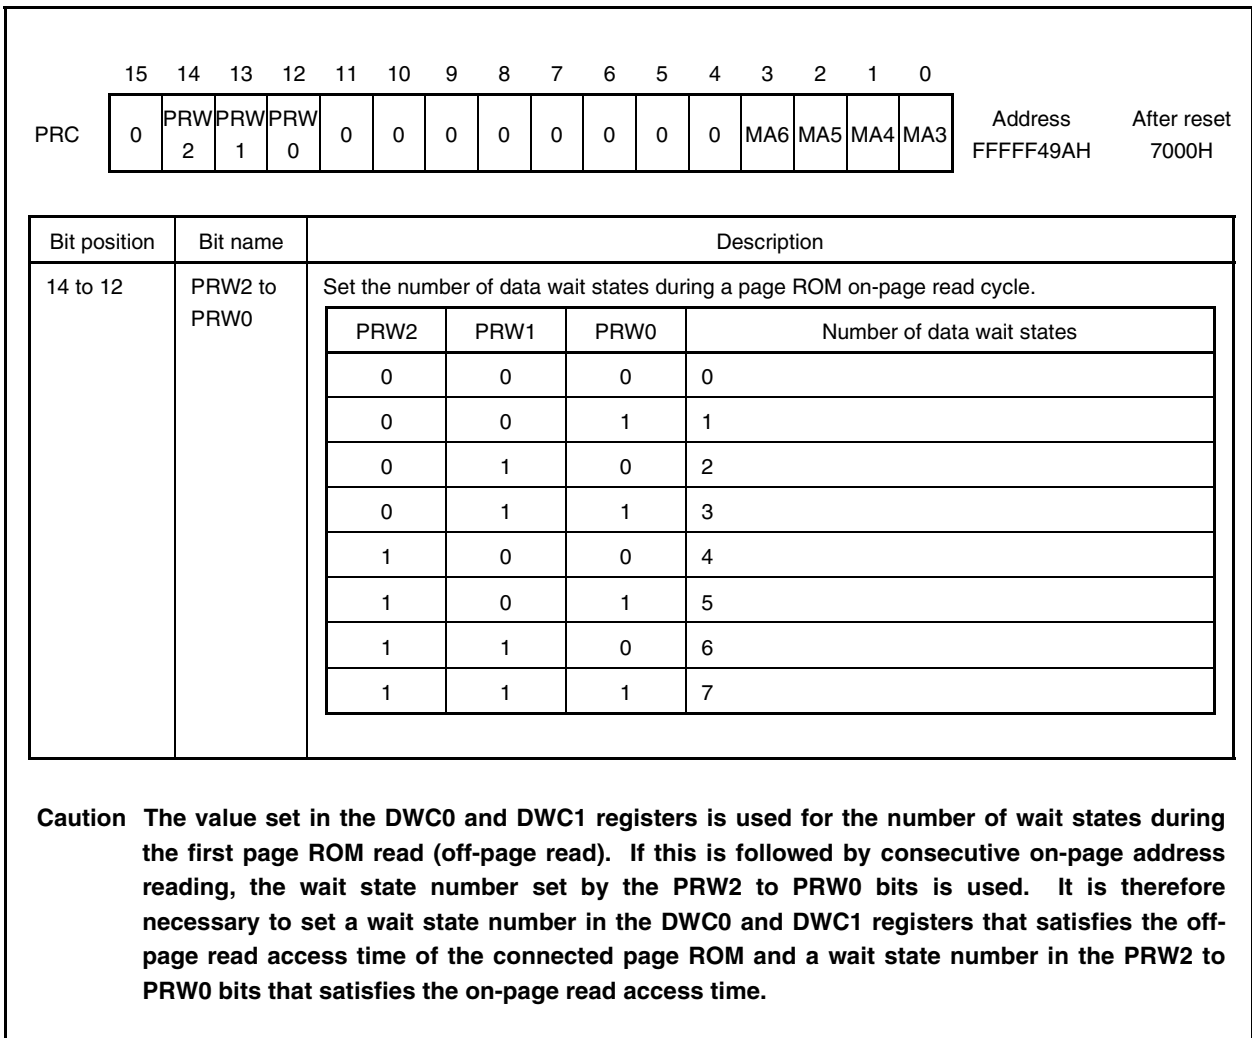 15 14 13 12 11 10 9 8 7 6 5 4 3 2 1 0
PRC 0 PRW2 PRW1 PRW0 0 0 0 0 0 0 0 0 MA6 MA5 MA4 MA3 Address FFFFF49AH After reset 7000H
Bit position Bit name Description
14 to 12 PRW2 to PRW0 Set the number of data wait states during a page ROM on-page read cycle.
PRW2 PRW1 PRW0 Number of data wait states
0 0 0 0
0 0 1 1
0 1 0 2
0 1 1 3
1 0 0 4
1 0 1 5
1 1 0 6
1 1 1 7
Caution The value set in the DWC0 and DWC1 registers is used for the number of wait states during
the first page ROM read (off-page read). If this is followed by consecutive on-page address
reading, the wait state number set by the PRW2 to PRW0 bits is used. It is therefore
necessary to set a wait state number in the DWC0 and DWC1 registers that satisfies the off-
page read access time of the connected page ROM and a wait state number in the PRW2 to
PRW0 bits that satisfies the on-page read access time.